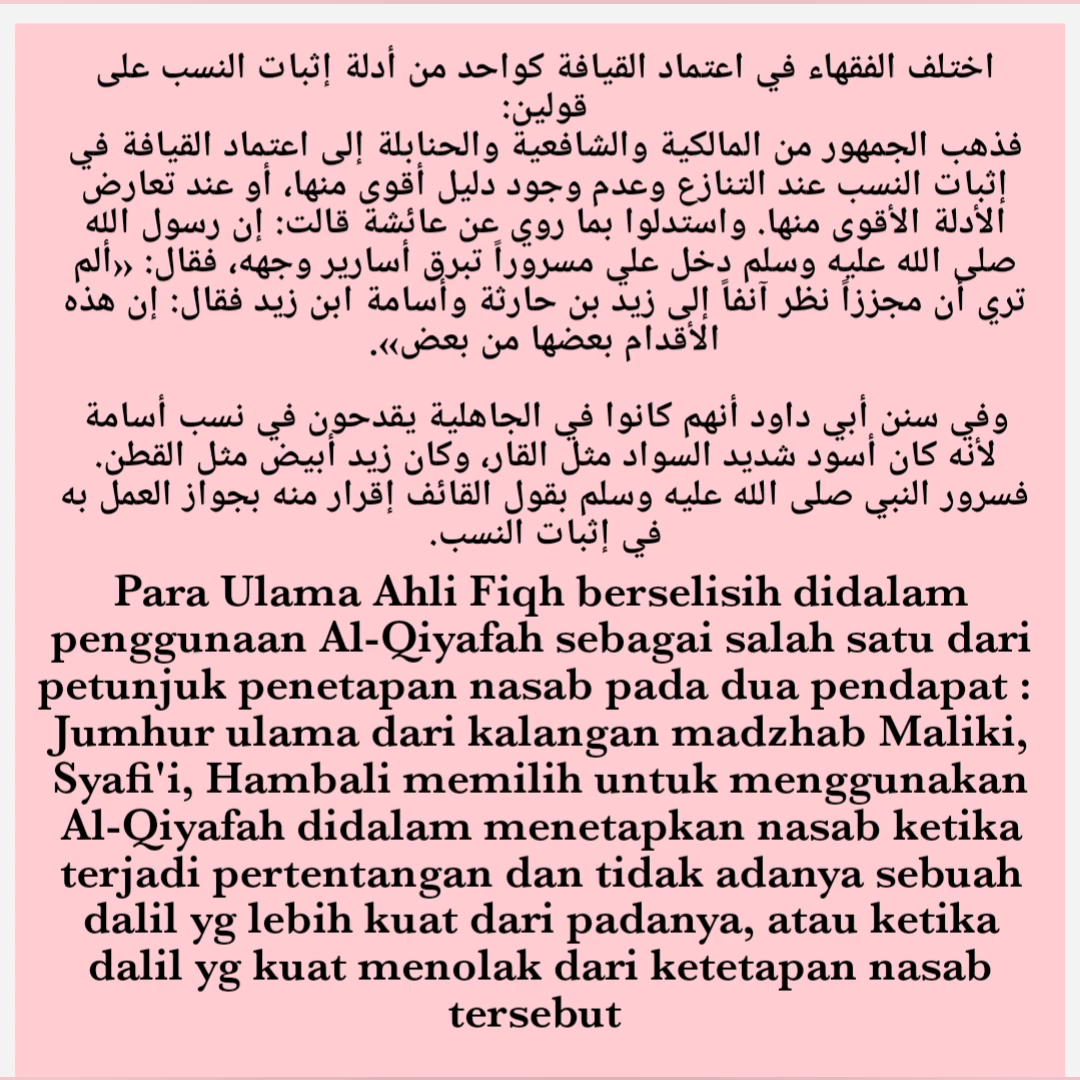 اختلف الفقهاء في اعتماد القيافة كواحد من أدلة إثبات النسب على
قولين:
فذهب الجمهور من المالكية والشافعية والحنابلة إلى اعتماد القيافة في
إثبات النسب عند التنازع وعدم وجود دليل أقوى منها، أو عند تعارض
الأدلة الأقوى منها. واستدلوا بما روي عن عائشة قالت: إن رسول الله
صلى الله عليه وسلم دخل علي مسروراً تبرق أسارير وجهه، فقال: ‹‹ألم
تري أن مجززاً نظر آنفاً إلى زيد بن حارثة وأسامة ابن زيد فقال: إن هذه
الأقدام بعضها من بعض››.
وفي سنن أبي داود أنهم كانوا في الجاهلية يقدحون في نسب أسامة
لأنه كان أسود شديد السواد مثل القار، وكان زيد أبيض مثل القطن.
فسرور النبي صلى الله عليه وسلم بقول القائف إقرار منه بجواز العمل به
في إثبات النسب.
Para Ulama Ahli Fiqh berselisih didalam
penggunaan Al-Qiyafah sebagai salah satu dari
petunjuk penetapan nasab pada dua pendapat :
Jumhur ulama dari kalangan madzhab Maliki,
Syafi'i, Hambali memilih untuk menggunakan
Al-Qiyafah didalam menetapkan nasab ketika
terjadi pertentangan dan tidak adanya sebuah
dalil yg lebih kuat dari padanya, atau ketika
dalil yg kuat menolak dari ketetapan nasab
tersebut